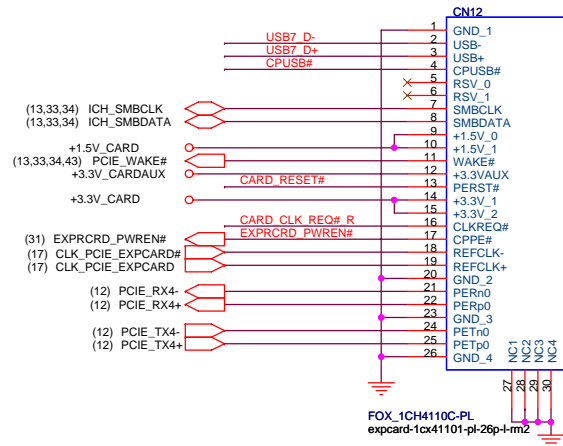 CN12
1 GND_1
USB7_D- 2 USB-
USB7_D+ 3 USB+
CPUSB# 4 CPUSB#
5 RSV_0
6 RSV_1
(13,33,34) ICH_SMBCLK 7 SMBCLK
(13,33,34) ICH_SMBDATA 8 SMBDATA
9 +1.5V_0
+1.5V_CARD 10 +1.5V_1
(13,33,34,43) PCIE_WAKE# 11 WAKE#
+3.3V_CARDAUX 12 +3.3VAUX
CARD_RESET# 13 PERST#
+3.3V_CARD 14 +3.3V_1
15 +3.3V_2
CARD_CLK_REQ#_R 16 CLKREQ#
(31) EXPRCRD_PWREN# EXPRCRD_PWREN# 17 CPPE#
(17) CLK_PCIE_EXPCARD# 18 REFCLK-
(17) CLK_PCIE_EXPCARD 19 REFCLK+
20 GND_2
(12) PCIE_RX4- 21 PERn0
(12) PCIE_RX4+ 22 PERp0
23 GND_3
(12) PCIE_TX4- 24 PETn0
(12) PCIE_TX4+ 25 PETp0
26 GND_4
NC1 NC2 NC3 NC4
27 28 29 30
FOX_1CH4110C-PL
expcard-1cx41101-pl-26p-l-rm2